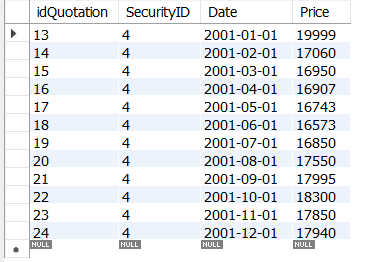 idQuotation SecurityID Date Price
13 4 2001-01-01 19999
14 4 2001-02-01 17060
15 4 2001-03-01 16950
16 4 2001-04-01 16907
17 4 2001-05-01 16743
18 4 2001-06-01 16573
19 4 2001-07-01 16850
20 4 2001-08-01 17550
21 4 2001-09-01 17995
22 4 2001-10-01 18300
23 4 2001-11-01 17850
24 4 2001-12-01 17940
NULL NULL NULL NULL